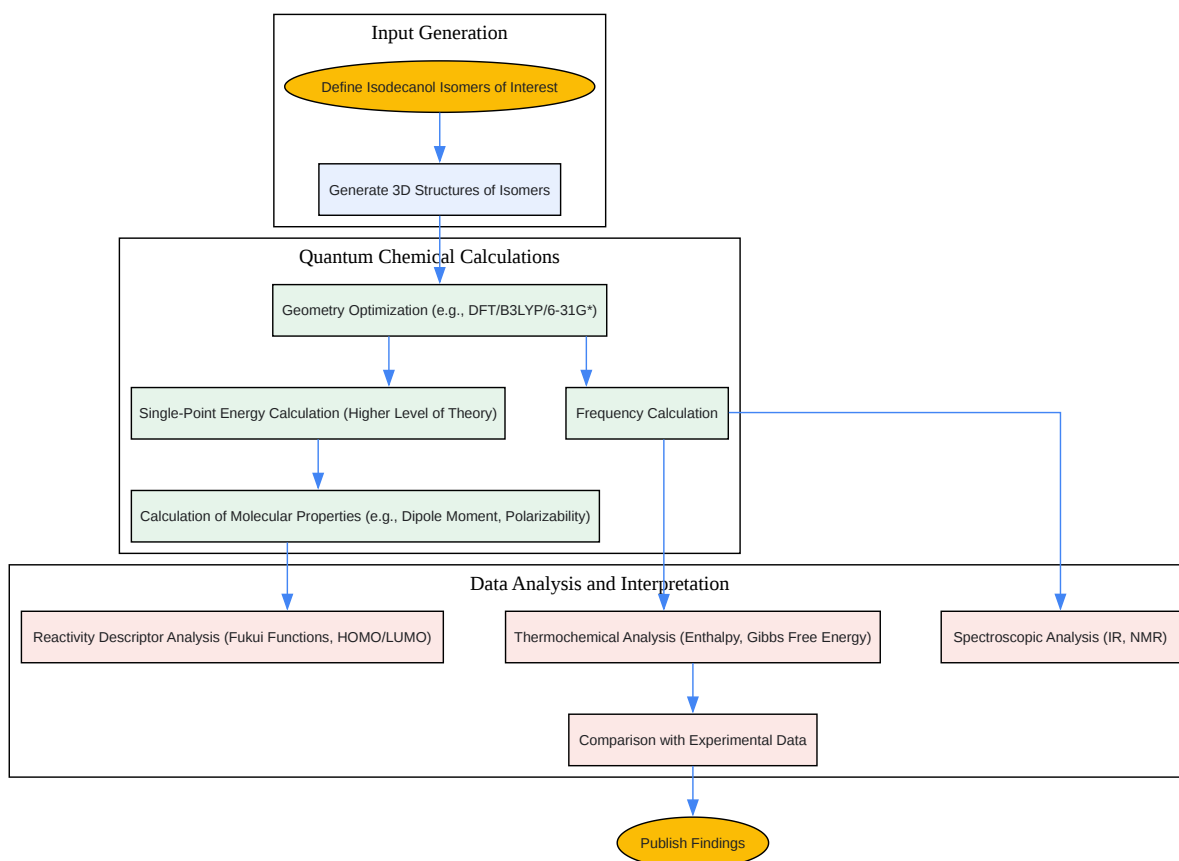 Input Generation
Define Isodecanol Isomers of Interest
Generate 3D Structures of Isomers
Quantum Chemical Calculations
Geometry Optimization (e.g., DFT/B3LYP/6-31G*)
Single-Point Energy Calculation (Higher Level of Theory)
Frequency Calculation
Calculation of Molecular Properties (e.g., Dipole Moment, Polarizability)
Data Analysis and Interpretation
Reactivity Descriptor Analysis (Fukui Functions, HOMO/LUMO)
Thermochemical Analysis (Enthalpy, Gibbs Free Energy)
Spectroscopic Analysis (IR, NMR)
Comparison with Experimental Data
Publish Findings